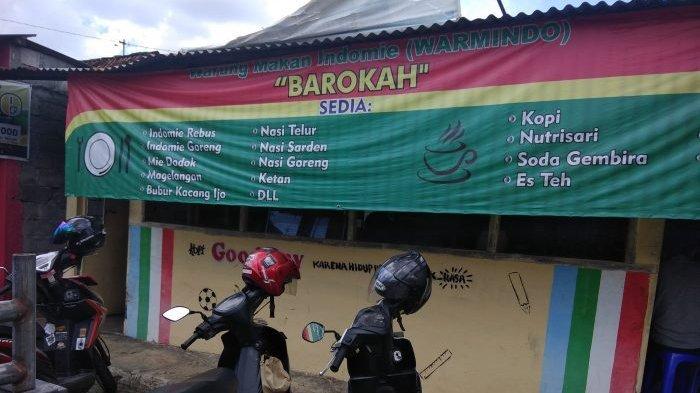 Warung Makan Indomie (WARMINDO)
"BAROKAH"
SEDIA:
Indomie Rebus
Indomie Goreng
Mie Dodok
Magelangan
Bubur Kacang Ijo
Nasi Telur
Nasi Sarden
Nasi Goreng
Ketan
DLL
Kopi
Nutrisari
Soda Gembira
Es Teh
KARENA HIDUP
RASA